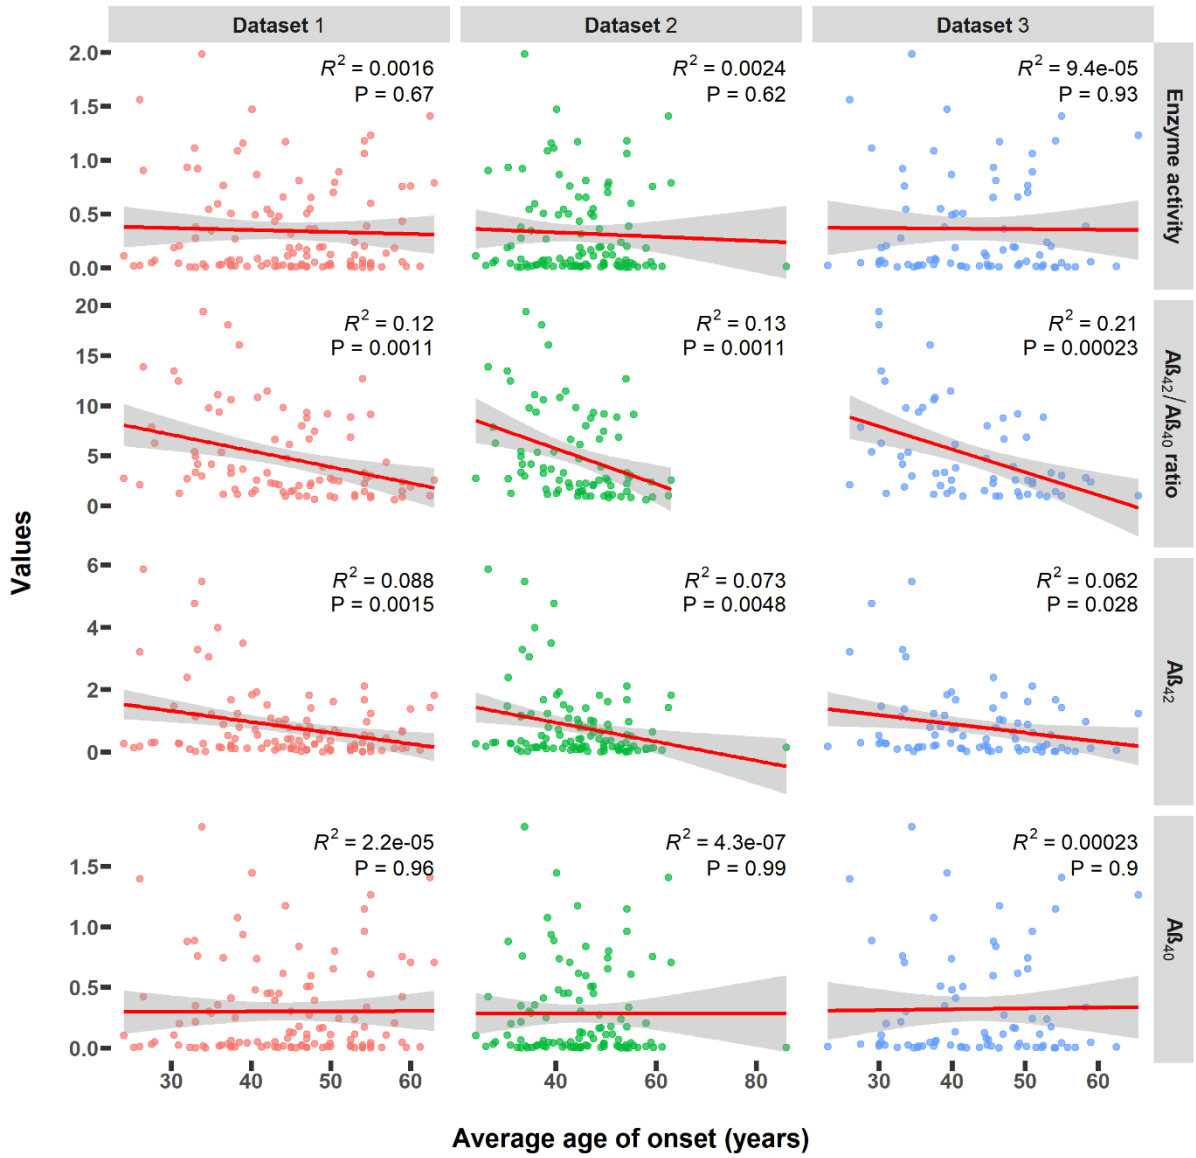 Dataset 1
Dataset 2
Dataset 3
2.0
1.5
1.0
0.5
0.0
R² = 0.0016
P = 0.67
R² = 0.0024
P = 0.62
R² = 9.4e-05
P = 0.93
Enzyme activity
20
15
10
5
0
R² = 0.12
P = 0.0011
R² = 0.13
P = 0.0011
R² = 0.21
P = 0.00023
Aß₄₂/Aß₄₀ ratio
Values
6
4
2
0
R² = 0.088
P = 0.0015
R² = 0.073
P = 0.0048
R² = 0.062
P = 0.028
Aß₄₂
1.5
1.0
0.5
0.0
R² = 2.2e-05
P = 0.96
R² = 4.3e-07
P = 0.99
R² = 0.00023
P = 0.9
Aß₄₀
30 40 50 60
40 60 80
30 40 50 60
Average age of onset (years)